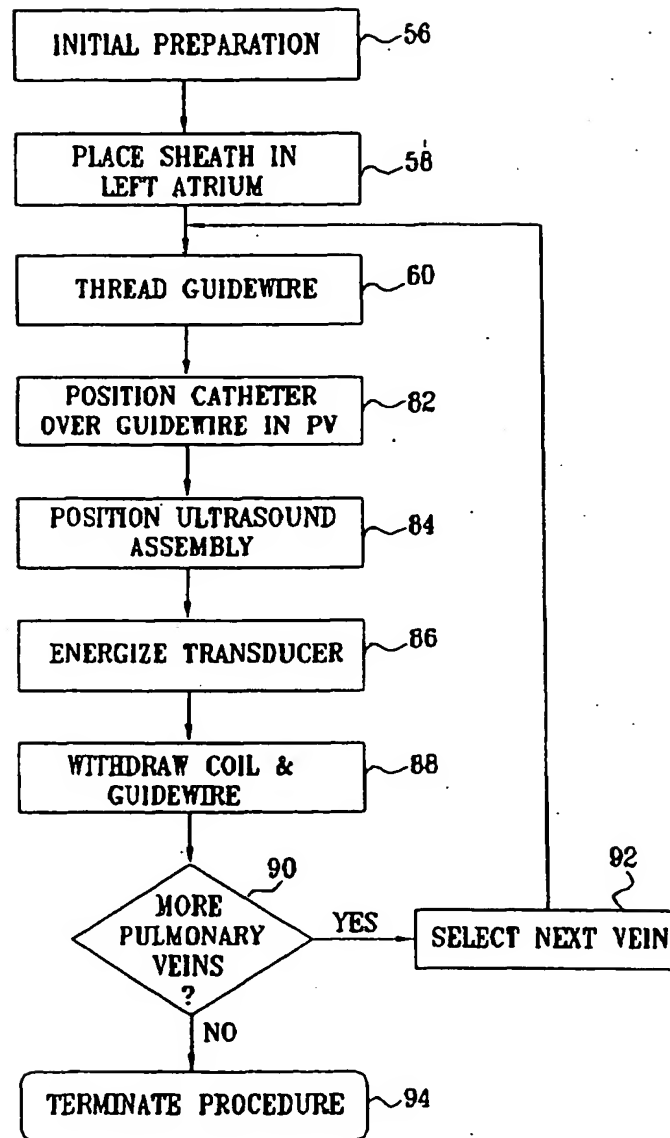 INITIAL PREPARATION
56
PLACE SHEATH IN
LEFT ATRIUM
58
THREAD GUIDEWIRE
60
POSITION CATHETER
OVER GUIDEWIRE IN PV
82
POSITION ULTRASOUND
ASSEMBLY
84
ENERGIZE TRANSDUCER
86
WITHDRAW COIL &
GUIDEWIRE
88
MORE
PULMONARY
VEINS
?
90
YES
SELECT NEXT VEIN
92
NO
TERMINATE PROCEDURE
94